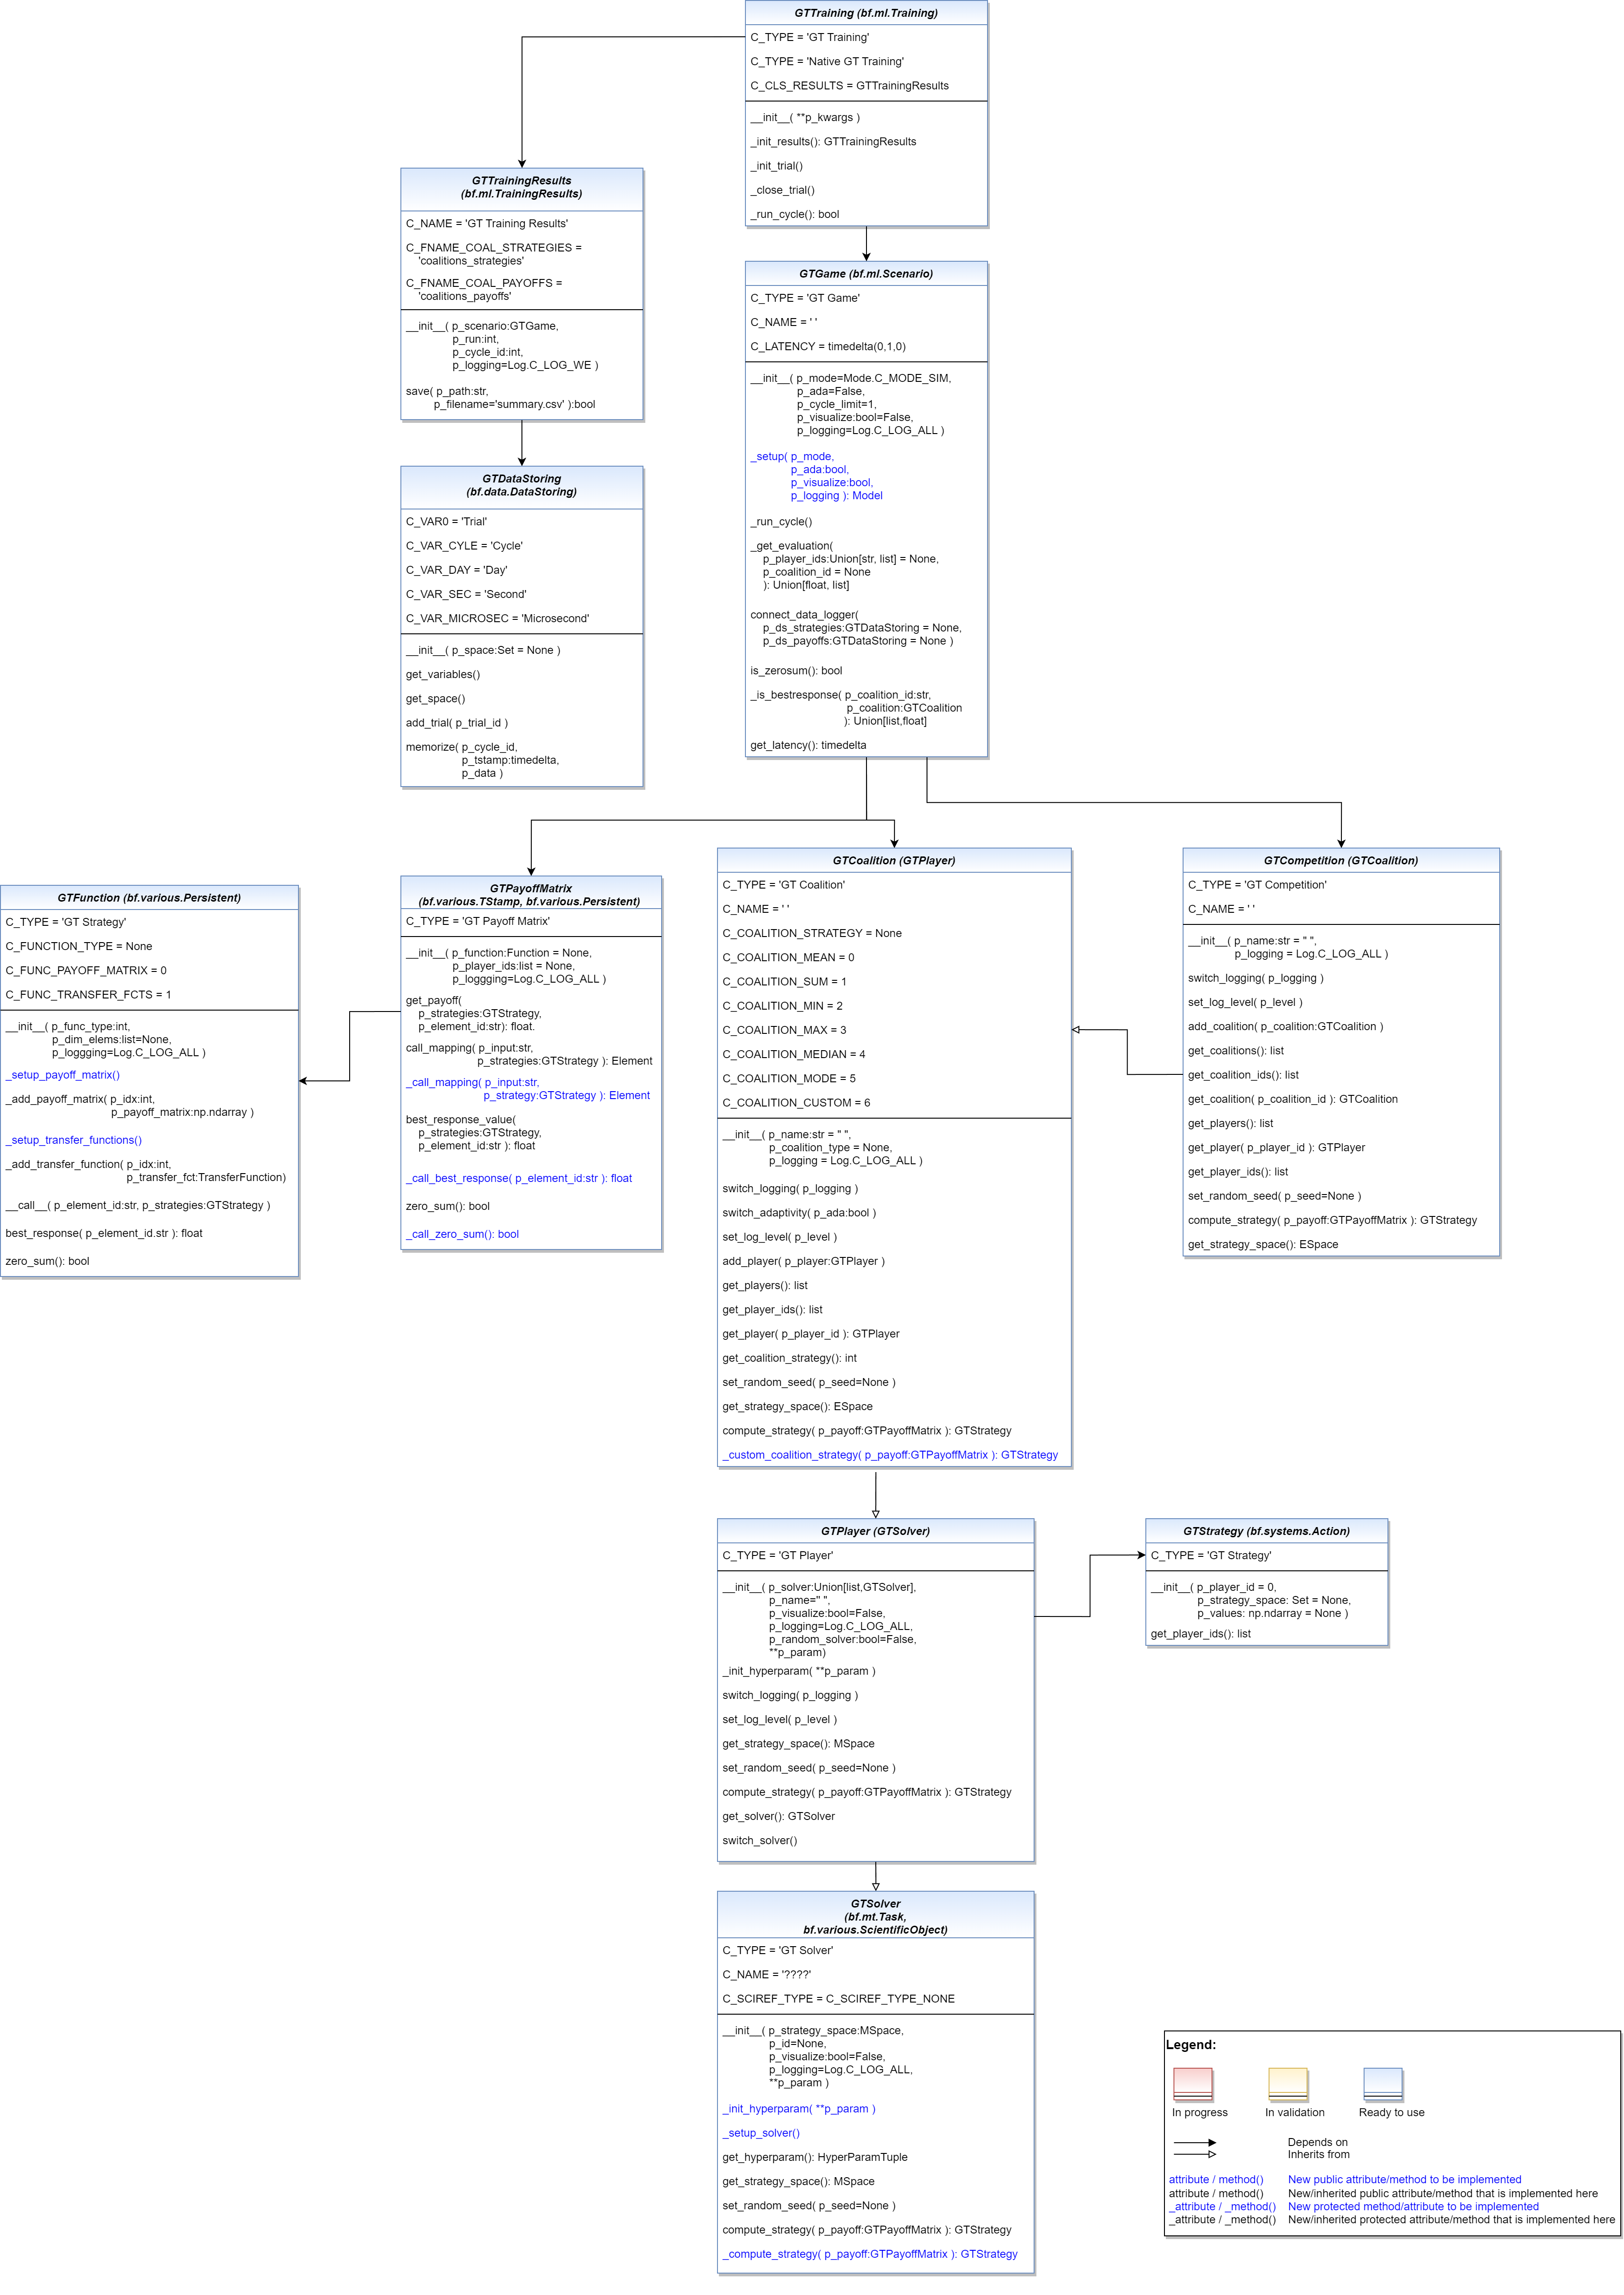 GTTraining (bf.ml.Training)
C_TYPE = 'GT Training'
C_TYPE = 'Native GT Training'
C_CLS_RESULTS = GTTrainingResults
__init__( **p_kwargs )
_init_results(): GTTrainingResults
_init_trial()
_close_trial()
_run_cycle(): bool
GTTrainingResults
(bf.ml.TrainingResults)
C_NAME = 'GT Training Results'
C_FNAME_COAL_STRATEGIES =
'coalitions_strategies'
C_FNAME_COAL_PAYOFFS =
'coalitions_payoffs'
__init__( p_scenario:GTGame,
p_run:int,
p_cycle_id:int,
p_logging=Log.C_LOG_WE )
save( p_path:str,
p_filename='summary.csv' ):bool
GTGame (bf.ml.Scenario)
C_TYPE = 'GT Game'
C_NAME = ' '
C_LATENCY = timedelta(0,1,0)
__init__( p_mode=Mode.C_MODE_SIM,
p_ada=False,
p_cycle_limit=1,
p_visualize:bool=False,
p_logging=Log.C_LOG_ALL )
_setup( p_mode,
p_ada:bool,
p_visualize:bool,
p_logging ): Model
_run_cycle()
_get_evaluation(
p_player_ids:Union[str, list] = None,
p_coalition_id = None
): Union[float, list]
connect_data_logger(
p_ds_strategies:GTDataStoring = None,
p_ds_payoffs:GTDataStoring = None )
is_zerosum(): bool
_is_bestresponse( p_coalition_id:str,
p_coalition:GTCoalition
): Union[list,float]
get_latency(): timedelta
GTDataStoring
(bf.data.DataStoring)
C_VAR0 = 'Trial'
C_VAR_CYLE = 'Cycle'
C_VAR_DAY = 'Day'
C_VAR_SEC = 'Second'
C_VAR_MICROSEC = 'Microsecond'
__init__( p_space:Set = None )
get_variables()
get_space()
add_trial( p_trial_id )
memorize( p_cycle_id,
p_tstamp:timedelta,
p_data )
GTFunction (bf.various.Persistent)
C_TYPE = 'GT Strategy'
C_FUNCTION_TYPE = None
C_FUNC_PAYOFF_MATRIX = 0
C_FUNC_TRANSFER_FCTS = 1
__init__( p_func_type:int,
p_dim_elems:list=None,
p_loggging=Log.C_LOG_ALL )
_setup_payoff_matrix()
_add_payoff_matrix( p_idx:int,
p_payoff_matrix:np.ndarray )
_setup_transfer_functions()
_add_transfer_function( p_idx:int,
p_transfer_fct:TransferFunction)
__call__( p_element_id:str, p_strategies:GTStrategy )
best_response( p_element_id.str ): float
zero_sum(): bool
GTPayoffMatrix
(bf.various.TStamp, bf.various.Persistent)
C_TYPE = 'GT Payoff Matrix'
__init__( p_function:Function = None,
p_player_ids:list = None,
p_loggging=Log.C_LOG_ALL )
get_payoff(
p_strategies:GTStrategy,
p_element_id:str): float.
call_mapping( p_input:str,
p_strategies:GTStrategy ): Element
_call_mapping( p_input:str,
p_strategy:GTStrategy ): Element
best_response_value(
p_strategies:GTStrategy,
p_element_id:str ): float
_call_best_response( p_element_id:str ): float
zero_sum(): bool
_call_zero_sum(): bool
GTCoalition (GTPlayer)
C_TYPE = 'GT Coalition'
C_NAME = ' '
C_COALITION_STRATEGY = None
C_COALITION_MEAN = 0
C_COALITION_SUM = 1
C_COALITION_MIN = 2
C_COALITION_MAX = 3
C_COALITION_MEDIAN = 4
C_COALITION_MODE = 5
C_COALITION_CUSTOM = 6
__init__( p_name:str = " ",
p_coalition_type = None,
p_logging = Log.C_LOG_ALL )
switch_logging( p_logging )
switch_adaptivity( p_ada:bool )
set_log_level( p_level )
add_player( p_player:GTPlayer )
get_players(): list
get_player_ids(): list
get_player( p_player_id ): GTPlayer
get_coalition_strategy(): int
set_random_seed( p_seed=None )
get_strategy_space(): ESpace
compute_strategy( p_payoff:GTPayoffMatrix ): GTStrategy
_custom_coalition_strategy( p_payoff:GTPayoffMatrix ): GTStrategy
GTCompetition (GTCoalition)
C_TYPE = 'GT Competition'
C_NAME = ' '
__init__( p_name:str = " ",
p_logging = Log.C_LOG_ALL )
switch_logging( p_logging )
set_log_level( p_level )
add_coalition( p_coalition:GTCoalition )
get_coalitions(): list
get_coalition_ids(): list
get_coalition( p_coalition_id ): GTCoalition
get_players(): list
get_player( p_player_id ): GTPlayer
get_player_ids(): list
set_random_seed( p_seed=None )
compute_strategy( p_payoff:GTPayoffMatrix ): GTStrategy
get_strategy_space(): ESpace
GTPlayer (GTSolver)
C_TYPE = 'GT Player'
__init__( p_solver:Union[list,GTSolver],
p_name=" ",
p_visualize:bool=False,
p_logging=Log.C_LOG_ALL,
p_random_solver:bool=False,
**p_param)
_init_hyperparam( **p_param )
switch_logging( p_logging )
set_log_level( p_level )
get_strategy_space(): MSpace
set_random_seed( p_seed=None )
compute_strategy( p_payoff:GTPayoffMatrix ): GTStrategy
get_solver(): GTSolver
switch_solver()
GTStrategy (bf.systems.Action)
C_TYPE = 'GT Strategy'
__init__( p_player_id = 0,
p_strategy_space: Set = None,
p_values: np.ndarray = None )
get_player_ids(): list
GTSolver
(bf.mt.Task,
bf.various.ScientificObject)
C_TYPE = 'GT Solver'
C_NAME = '????'
C_SCIREF_TYPE = C_SCIREF_TYPE_NONE
__init__( p_strategy_space:MSpace,
p_id=None,
p_visualize:bool=False,
p_logging=Log.C_LOG_ALL,
**p_param )
_init_hyperparam( **p_param )
_setup_solver()
get_hyperparam(): HyperParamTuple
get_strategy_space(): MSpace
set_random_seed( p_seed=None )
compute_strategy( p_payoff:GTPayoffMatrix ): GTStrategy
_compute_strategy( p_payoff:GTPayoffMatrix ): GTStrategy
Legend:
In progress In validation Ready to use
Depends on
Inherits from
attribute / method() New public attribute/method to be implemented
attribute / method() New/inherited public attribute/method that is implemented here
_attribute / _method() New protected method/attribute to be implemented
_attribute / _method() New/inherited protected attribute/method that is implemented here